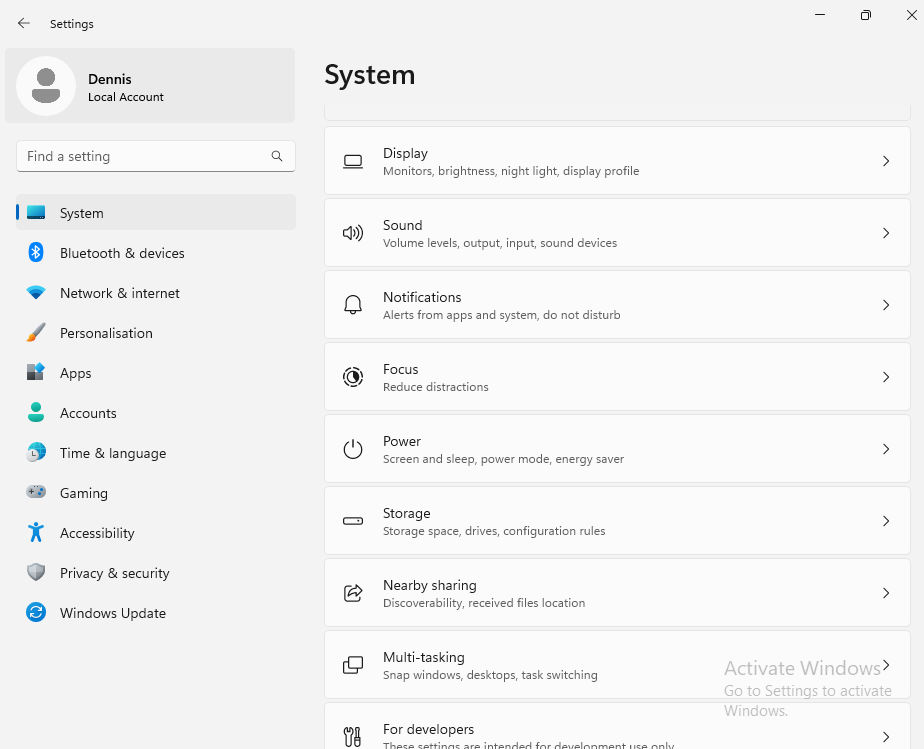 Settings
Dennis
Local Account
Find a setting
System
Bluetooth & devices
Network & internet
Personalisation
Apps
Accounts
Time & language
Gaming
Accessibility
Privacy & security
Windows Update
System
Display
Monitors, brightness, night light, display profile
Sound
Volume levels, output, input, sound devices
Notifications
Alerts from apps and system, do not disturb
Focus
Reduce distractions
Power
Screen and sleep, power mode, energy saver
Storage
Storage space, drives, configuration rules
Nearby sharing
Discoverability, received files location
Multi-tasking
Snap windows, desktops, task switching
For developers
These settings are intended for development use only
Activate Windows
Go to Settings to activate
Windows.